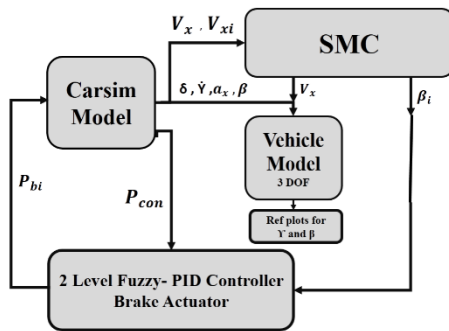 V_x , V_xi
SMC
Carsim
Model
δ , Ẏ , a_x , β
V_x
β_i
Vehicle
Model
3 DOF
P_bi
P_con
Ref plots for
Ϋ and β
2 Level Fuzzy- PID Controller
Brake Actuator